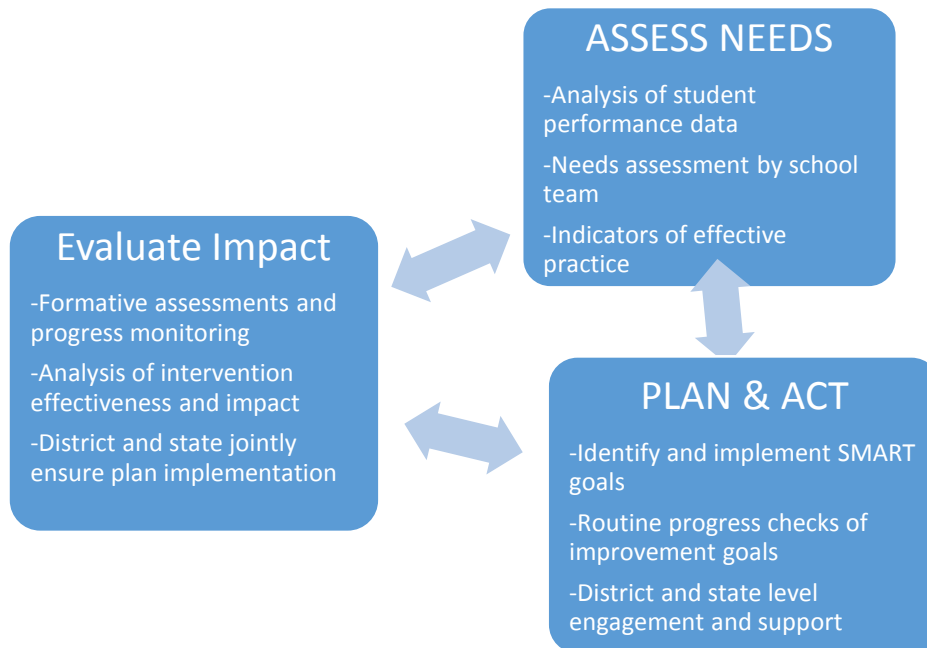 ASSESS NEEDS
-Analysis of student
performance data
-Needs assessment by school
team
-Indicators of effective
practice
Evaluate Impact
-Formative assessments and
progress monitoring
-Analysis of intervention
effectiveness and impact
-District and state jointly
ensure plan implementation
PLAN & ACT
-Identify and implement SMART
goals
-Routine progress checks of
improvement goals
-District and state level
engagement and support